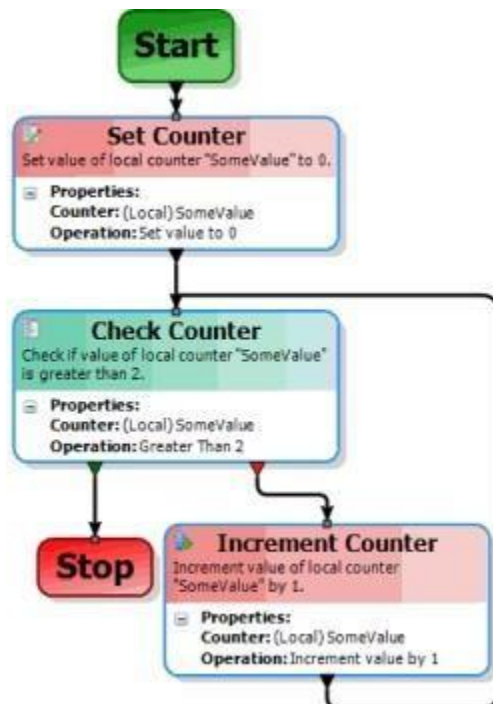 Start
Set Counter
Set value of local counter "SomeValue" to 0.
Properties:
Counter: (Local) SomeValue
Operation: Set value to 0
Check Counter
Check if value of local counter "SomeValue"
is greater than 2.
Properties:
Counter: (Local) SomeValue
Operation: Greater Than 2
Stop
Increment Counter
Increment value of local counter
"SomeValue" by 1.
Properties:
Counter: (Local) SomeValue
Operation: Increment value by 1